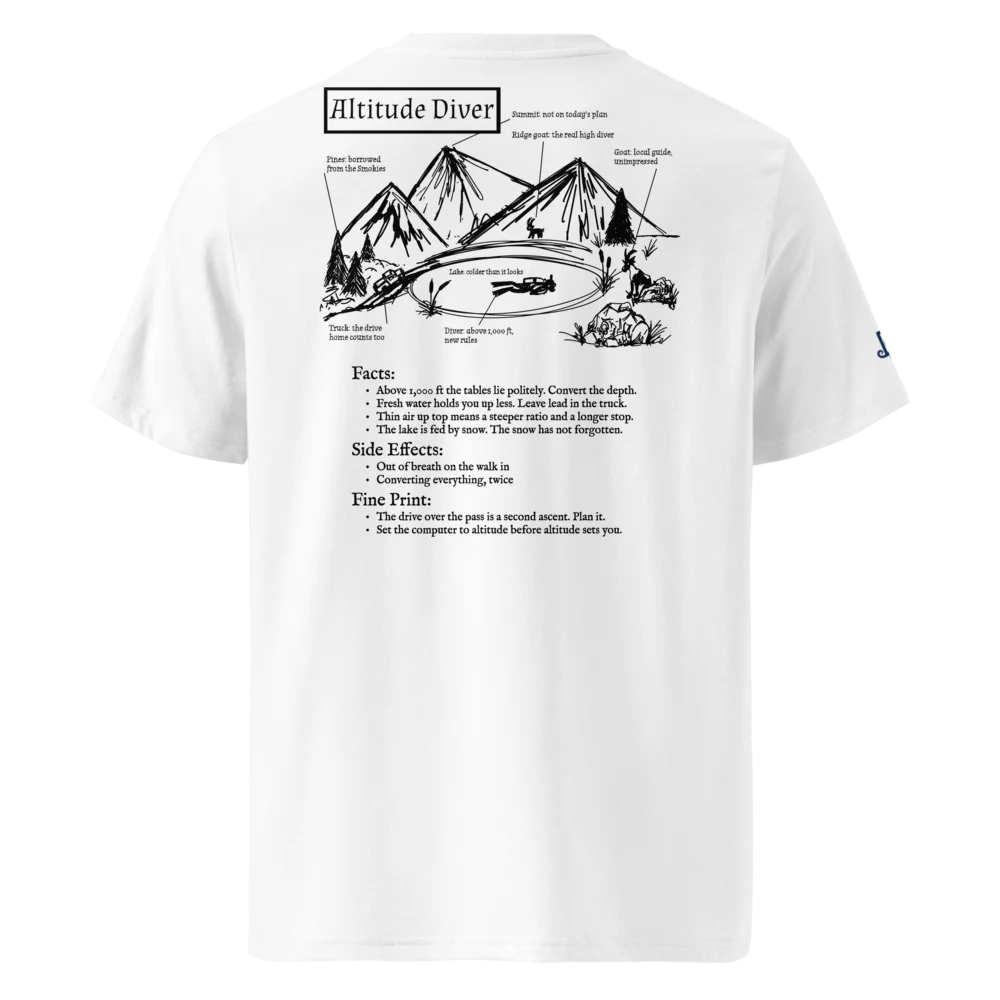 Altitude Diver
Summit: not on today's plan
Ridge goat: the real high diver
Goat: local guide,
unimpressed
Pines: borrowed
from the Smokies
Lake: colder than it looks
Truck: the drive
home counts too
Diver: above 1,000 ft,
new rules
Facts:
• Above 1,000 ft the tables lie politely. Convert the depth.
• Fresh water holds you up less. Leave lead in the truck.
• Thin air up top means a steeper ratio and a longer stop.
• The lake is fed by snow. The snow has not forgotten.
Side Effects:
• Out of breath on the walk in
• Converting everything, twice
Fine Print:
• The drive over the pass is a second ascent. Plan it.
• Set the computer to altitude before altitude sets you.